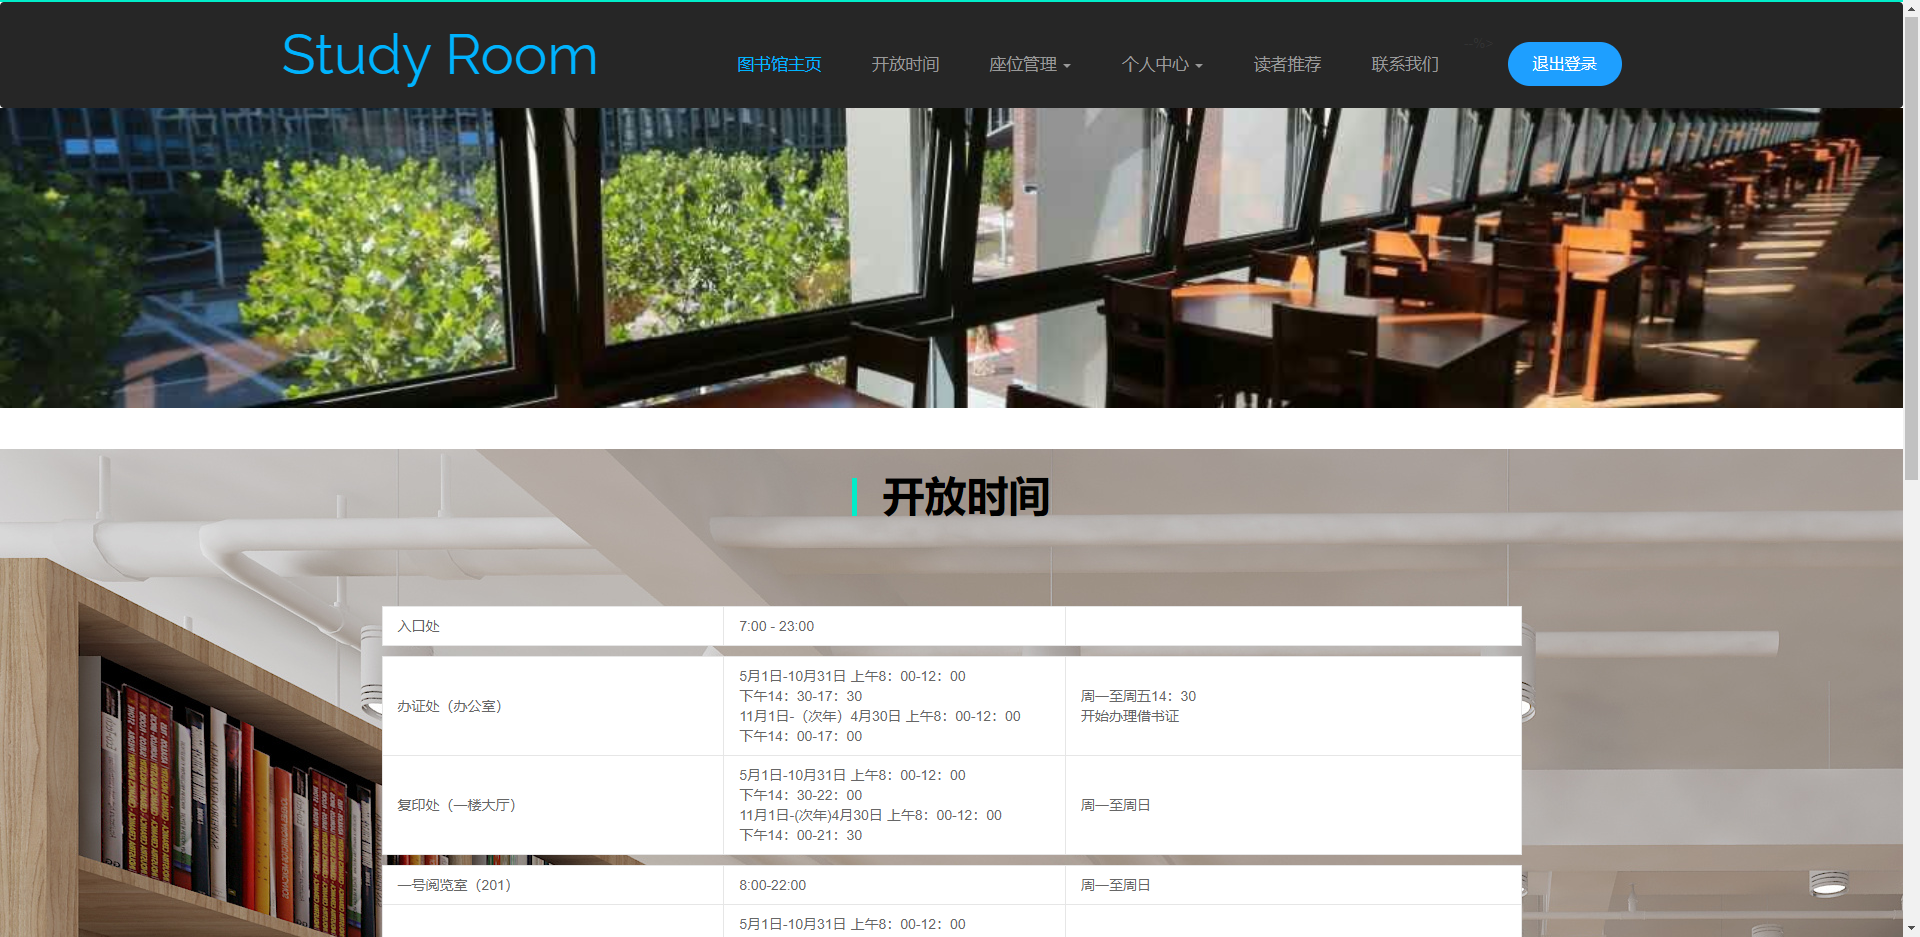 Study Room
图书馆主页
开放时间
座位管理
个人中心
读者推荐
联系我们
退出登录
开放时间
入口处
7:00 - 23:00
办证处（办公室）
5月1日-10月31日 上午8：00-12：00
下午14：30-17：30
11月1日-（次年）4月30日 上午8：00-12：00
下午14：00-17：00
周一至周五14：30
开始办理借书证
复印处（一楼大厅）
5月1日-10月31日 上午8：00-12：00
下午14：30-22：00
11月1日-(次年)4月30日 上午8：00-12：00
下午14：00-21：30
周一至周日
一号阅览室（201）
8:00-22:00
周一至周日
5月1日-10月31日 上午8：00-12：00